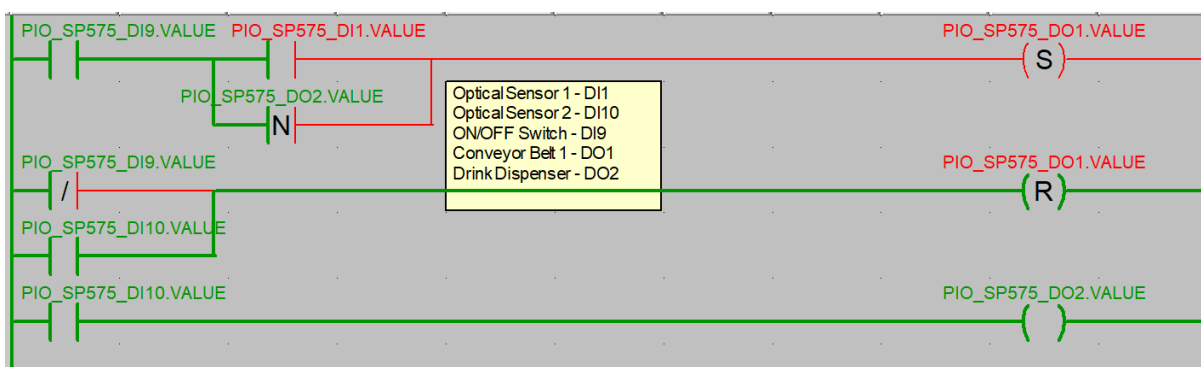 PIO_SP575_DI9.VALUE PIO_SP575_DI1.VALUE PIO_SP575_DO1.VALUE
S
PIO_SP575_DO2.VALUE
N
Optical Sensor 1 - DI1
Optical Sensor 2 - DI10
ON/OFF Switch - DI9
Conveyor Belt 1 - DO1
Drink Dispenser - DO2
PIO_SP575_DI9.VALUE PIO_SP575_DO1.VALUE
/ R
PIO_SP575_DI10.VALUE
PIO_SP575_DI10.VALUE PIO_SP575_DO2.VALUE